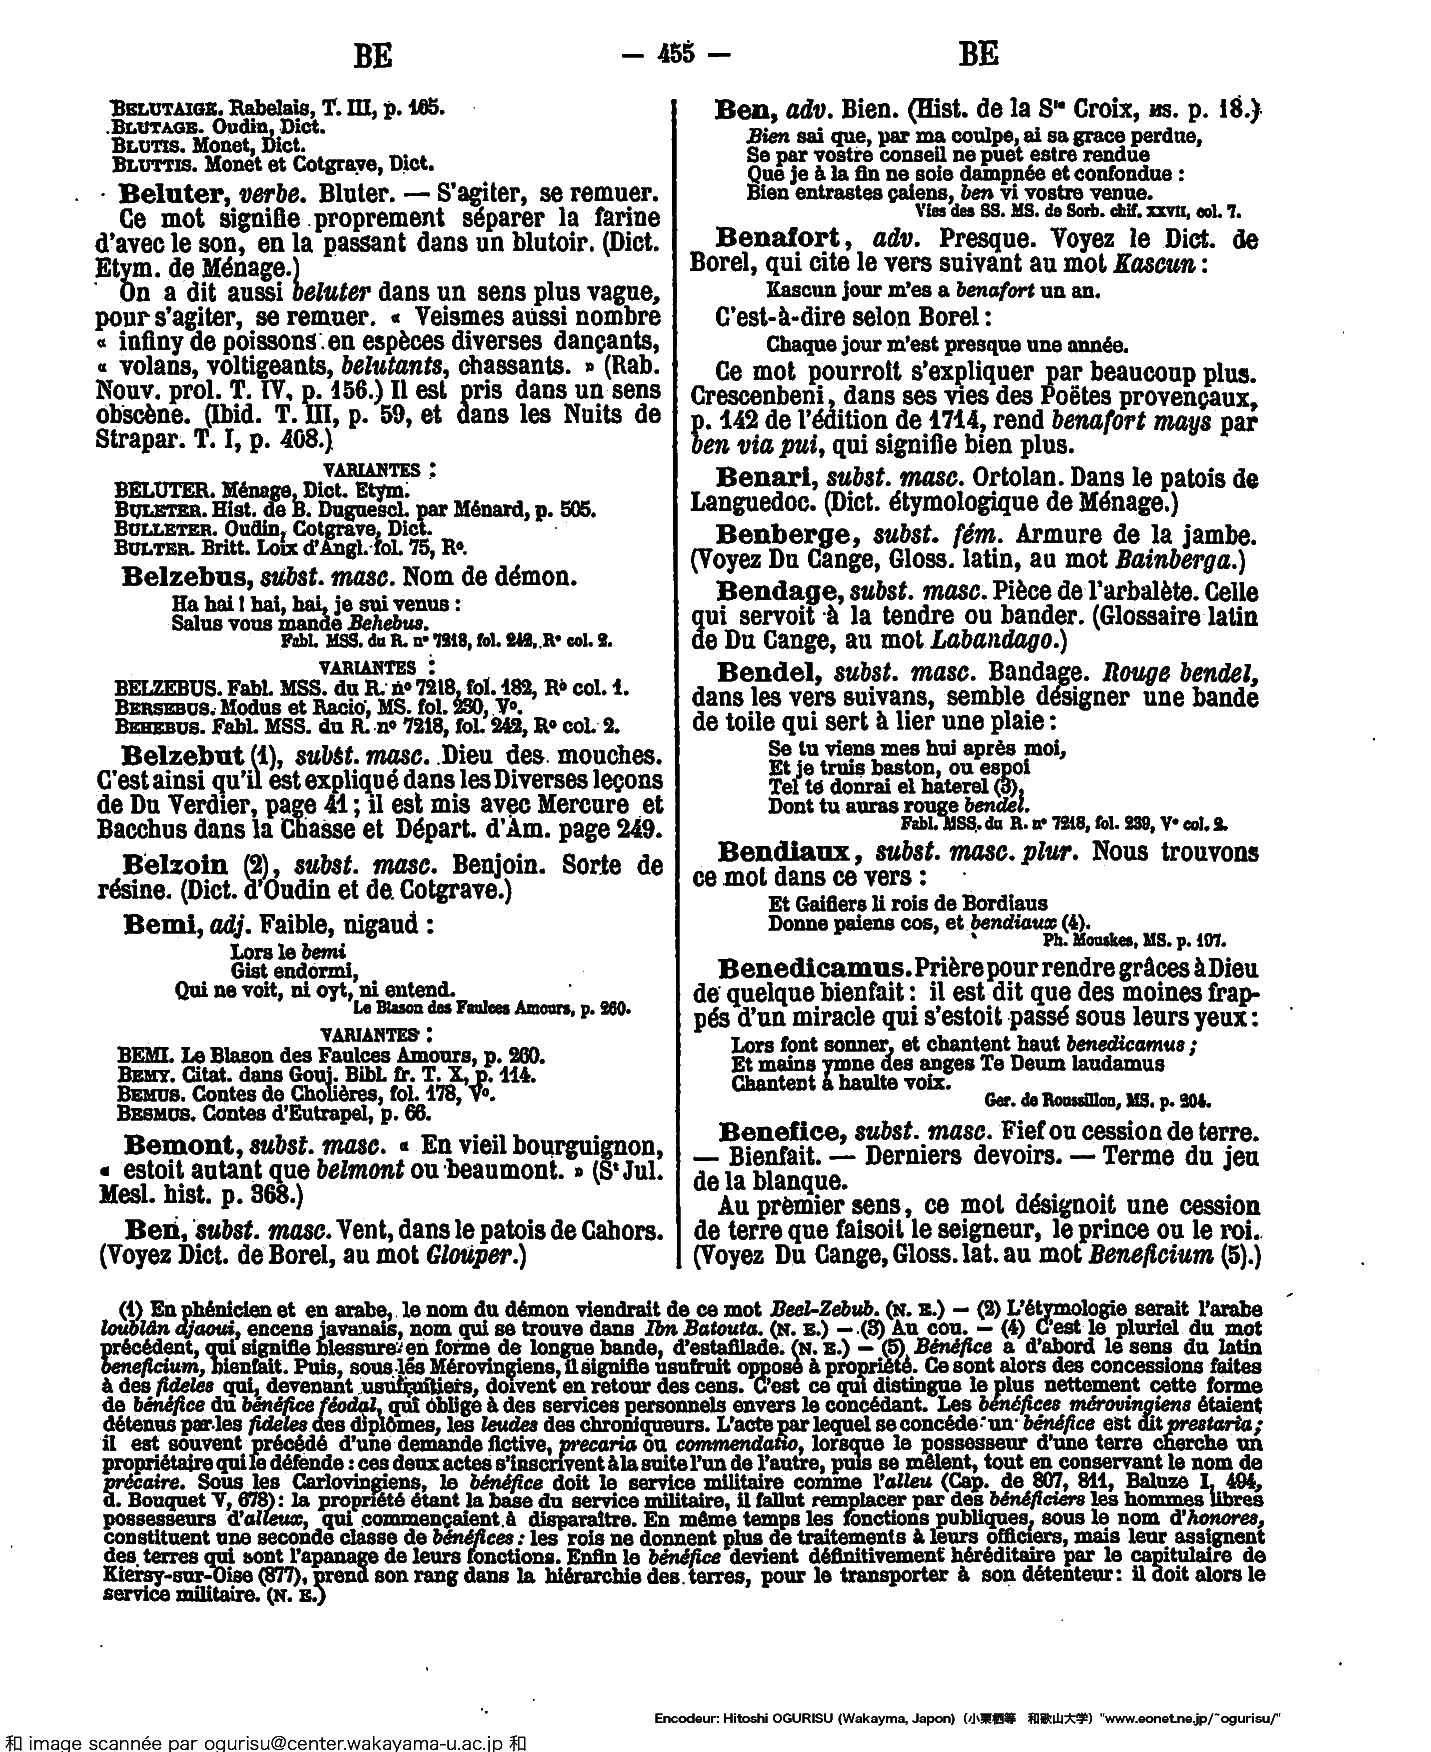 BE
— 455 —
BE
BELUTAIGE. Rabelais, T. III, p. 165.
BLUTAGE. Oudin, Dict.
BLUTIS. Monet, Dict.
BLUTTIS. Monet et Cotgrave, Dict.
Beluter, verbe. Bluter. — S'agiter, se remuer.
Ce mot signifie proprement séparer la farine
d'avec le son, en la passant dans un blutoir. (Dict.
Etym. de Ménage.)
On a dit aussi beluter dans un sens plus vague,
pour s'agiter, se remuer. « Veismes aussi nombre
« infiny de poissons en espèces diverses dançants,
« volans, voltigeants, belutants, chassants. » (Rab.
Nouv. prol. T. IV, p. 156.) Il est pris dans un sens
obscène. (Ibid. T. III, p. 59, et dans les Nuits de
Strapar. T. I, p. 408.)
VARIANTES :
BELUTER. Ménage, Dict. Etym.
BULETER. Hist. de B. Duguescl. par Ménard, p. 505.
BULLETER. Oudin, Cotgrave, Dict.
BULTER. Britt. Loix d'Angl. fol. 75, R°.
Belzebus, subst. masc. Nom de démon.
Ha hai ! hai, hai, je sui venus :
Salus vous mande Behebus.
Fabl. MSS. du R. n° 7218, fol. 242, R° col. 2.
VARIANTES :
BELZEBUS. Fabl. MSS. du R. n° 7218, fol. 182, R° col. 1.
BERSEBUS. Modus et Racio, MS. fol. 230, V°.
BEHEBUS. Fabl. MSS. du R. n° 7218, fol. 242, R° col. 2.
Belzebut (1), subst. masc. Dieu des mouches.
C'est ainsi qu'il est expliqué dans les Diverses leçons
de Du Verdier, page 41 ; il est mis avec Mercure et
Bacchus dans la Chasse et Départ. d'Am. page 249.
Belzoin (2), subst. masc. Benjoin. Sorte de
résine. (Dict. d'Oudin et de Cotgrave.)
Bemi, adj. Faible, nigaud :
Lors le bemi
Gist endormi,
Qui ne voit, ni oyt, ni entend.
Le Blason des Faulces Amours, p. 260.
VARIANTES :
BEMI. Le Blason des Faulces Amours, p. 260.
BEMY. Citat. dans Gouj. Bibl. fr. T. X, p. 114.
BEMUS. Contes de Cholières, fol. 178, V°.
BESMUS. Contes d'Eutrapel, p. 66.
Bemont, subst. masc. « En vieil bourguignon,
« estoit autant que belmont ou beaumont. » (St Jul.
Mesl. hist. p. 368.)
Ben, subst. masc. Vent, dans le patois de Cahors.
(Voyez Dict. de Borel, au mot Glouper.)
Ben, adv. Bien. (Hist. de la Ste Croix, MS. p. 18.)
Bien sai que, par ma coulpe, ai sa grace perdue,
Se par vostre conseil ne puet estre rendue
Que je à la fin ne soie dampnée et confondue :
Bien entrastes çaiens, ben vi vostre venue.
Vies des SS. MS. de Sorb. chif. XXVII, col. 7.
Benafort, adv. Presque. Voyez le Dict. de
Borel, qui cite le vers suivant au mot Kascun :
Kascun jour m'es a benafort un an.
C'est-à-dire selon Borel :
Chaque jour m'est presque une année.
Ce mot pourroit s'expliquer par beaucoup plus.
Crescenbeni, dans ses vies des Poëtes provençaux,
p. 142 de l'édition de 1714, rend benafort mays par
ben via pui, qui signifie bien plus.
Benari, subst. masc. Ortolan. Dans le patois de
Languedoc. (Dict. étymologique de Ménage.)
Benberge, subst. fém. Armure de la jambe.
(Voyez Du Cange, Gloss. latin, au mot Bainberga.)
Bendage, subst. masc. Pièce de l'arbalète. Celle
qui servoit à la tendre ou bander. (Glossaire latin
de Du Cange, au mot Labandago.)
Bendel, subst. masc. Bandage. Rouge bendel,
dans les vers suivans, semble désigner une bande
de toile qui sert à lier une plaie :
Se tu viens mes hui après moi,
Et je truis baston, ou espoi
Tel te donrai el haterel (3),
Dont tu auras rouge bendel.
Fabl. MSS. du R. n° 7218, fol. 239, V° col. 2.
Bendiaux, subst. masc. plur. Nous trouvons
ce mot dans ce vers :
Et Gaifiers li rois de Bordiaus
Donne paiens cos, et bendiaux (4).
Ph. Mouskes, MS. p. 197.
Benedicamus. Prière pour rendre grâces à Dieu
de quelque bienfait : il est dit que des moines frap-
pés d'un miracle qui s'estoit passé sous leurs yeux :
Lors font sonner, et chantent haut benedicamus ;
Et mains ymne des anges Te Deum laudamus
Chantent à haulte voix.
Ger. de Roussillon, MS. p. 204.
Benefice, subst. masc. Fief ou cession de terre.
— Bienfait. — Derniers devoirs. — Terme du jeu
de la blanque.
Au premier sens, ce mot désignoit une cession
de terre que faisoit le seigneur, le prince ou le roi.
(Voyez Du Cange, Gloss. lat. au mot Beneficium (5).)
(1) En phénicien et en arabe, le nom du démon viendrait de ce mot Beel-Zebub. (N. E.) — (2) L'étymologie serait l'arabe
loublân djaoui, encens javanais, nom qui se trouve dans Ibn Batouta. (N. E.) — (3) Au cou. — (4) C'est le pluriel du mot
précédent, qui signifie blessure en forme de longue bande, d'estafilade. (N. E.) — (5) Bénéfice a d'abord le sens du latin
beneficium, bienfait. Puis, sous les Mérovingiens, il signifie usufruit opposé à propriété. Ce sont alors des concessions faites
à des fideles qui, devenant usufruitiers, doivent en retour des cens. C'est ce qui distingue le plus nettement cette forme
de bénéfice du bénéfice féodal, qui oblige à des services personnels envers le concédant. Les bénéfices mérovingiens étaient
détenus par les fideles des diplômes, les leudes des chroniqueurs. L'acte par lequel se concède un bénéfice est dit prestaria ;
il est souvent précédé d'une demande fictive, precaria ou commendatio, lorsque le possesseur d'une terre cherche un
propriétaire qui le défende : ces deux actes s'inscrivent à la suite l'un de l'autre, puis se mêlent, tout en conservant le nom de
précaire. Sous les Carlovingiens, le bénéfice doit le service militaire comme l'alleu (Cap. de 807, 811, Baluze I, 494,
d. Bouquet V, 678) : la propriété étant la base du service militaire, il fallut remplacer par des bénéficiers les hommes libres
possesseurs d'alleux, qui commençaient à disparaître. En même temps les fonctions publiques, sous le nom d'honores,
constituent une seconde classe de bénéfices : les rois ne donnent plus de traitements à leurs officiers, mais leur assignent
des terres qui sont l'apanage de leurs fonctions. Enfin le bénéfice devient définitivement héréditaire par le capitulaire de
Kiersy-sur-Oise (877), prend son rang dans la hiérarchie des terres, pour le transporter à son détenteur : il doit alors le
service militaire. (N. E.)
Encodeur: Hitoshi OGURISU (Wakayma, Japon) (小栗栖等 和歌山大学) "www.eonet.ne.jp/~ogurisu/"
和 image scannée par ogurisu@center.wakayama-u.ac.jp 和